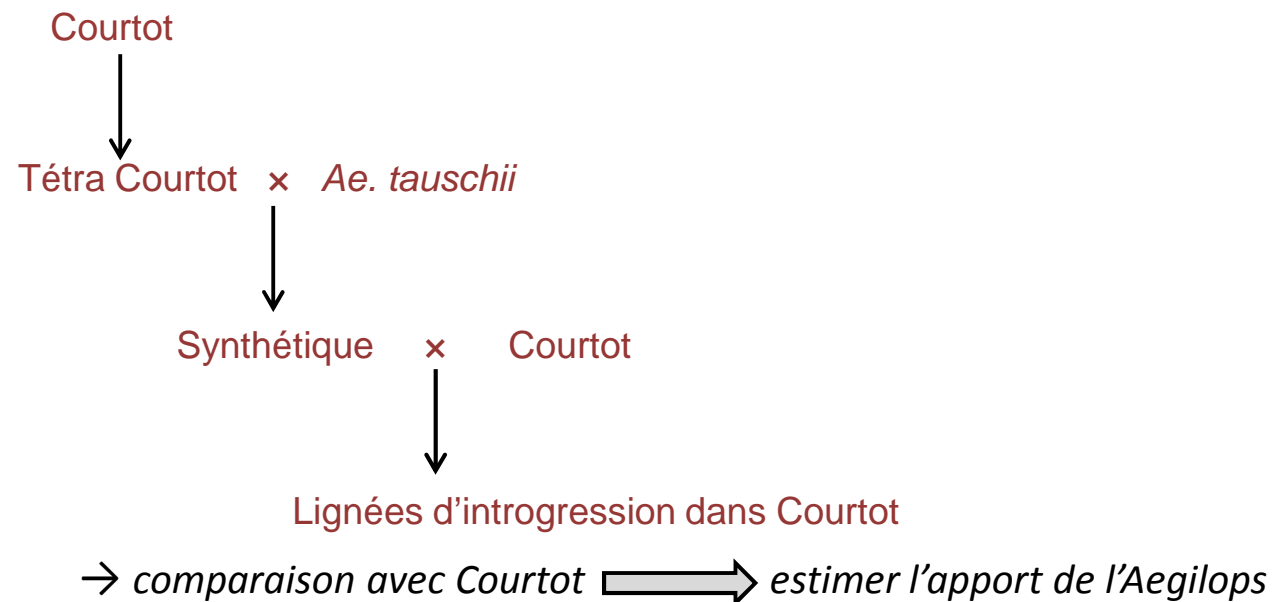 Courtot
Tétra Courtot × Ae. tauschii
Synthétique × Courtot
Lignées d’introgression dans Courtot
→ comparaison avec Courtot ⇨ estimer l’apport de l’Aegilops